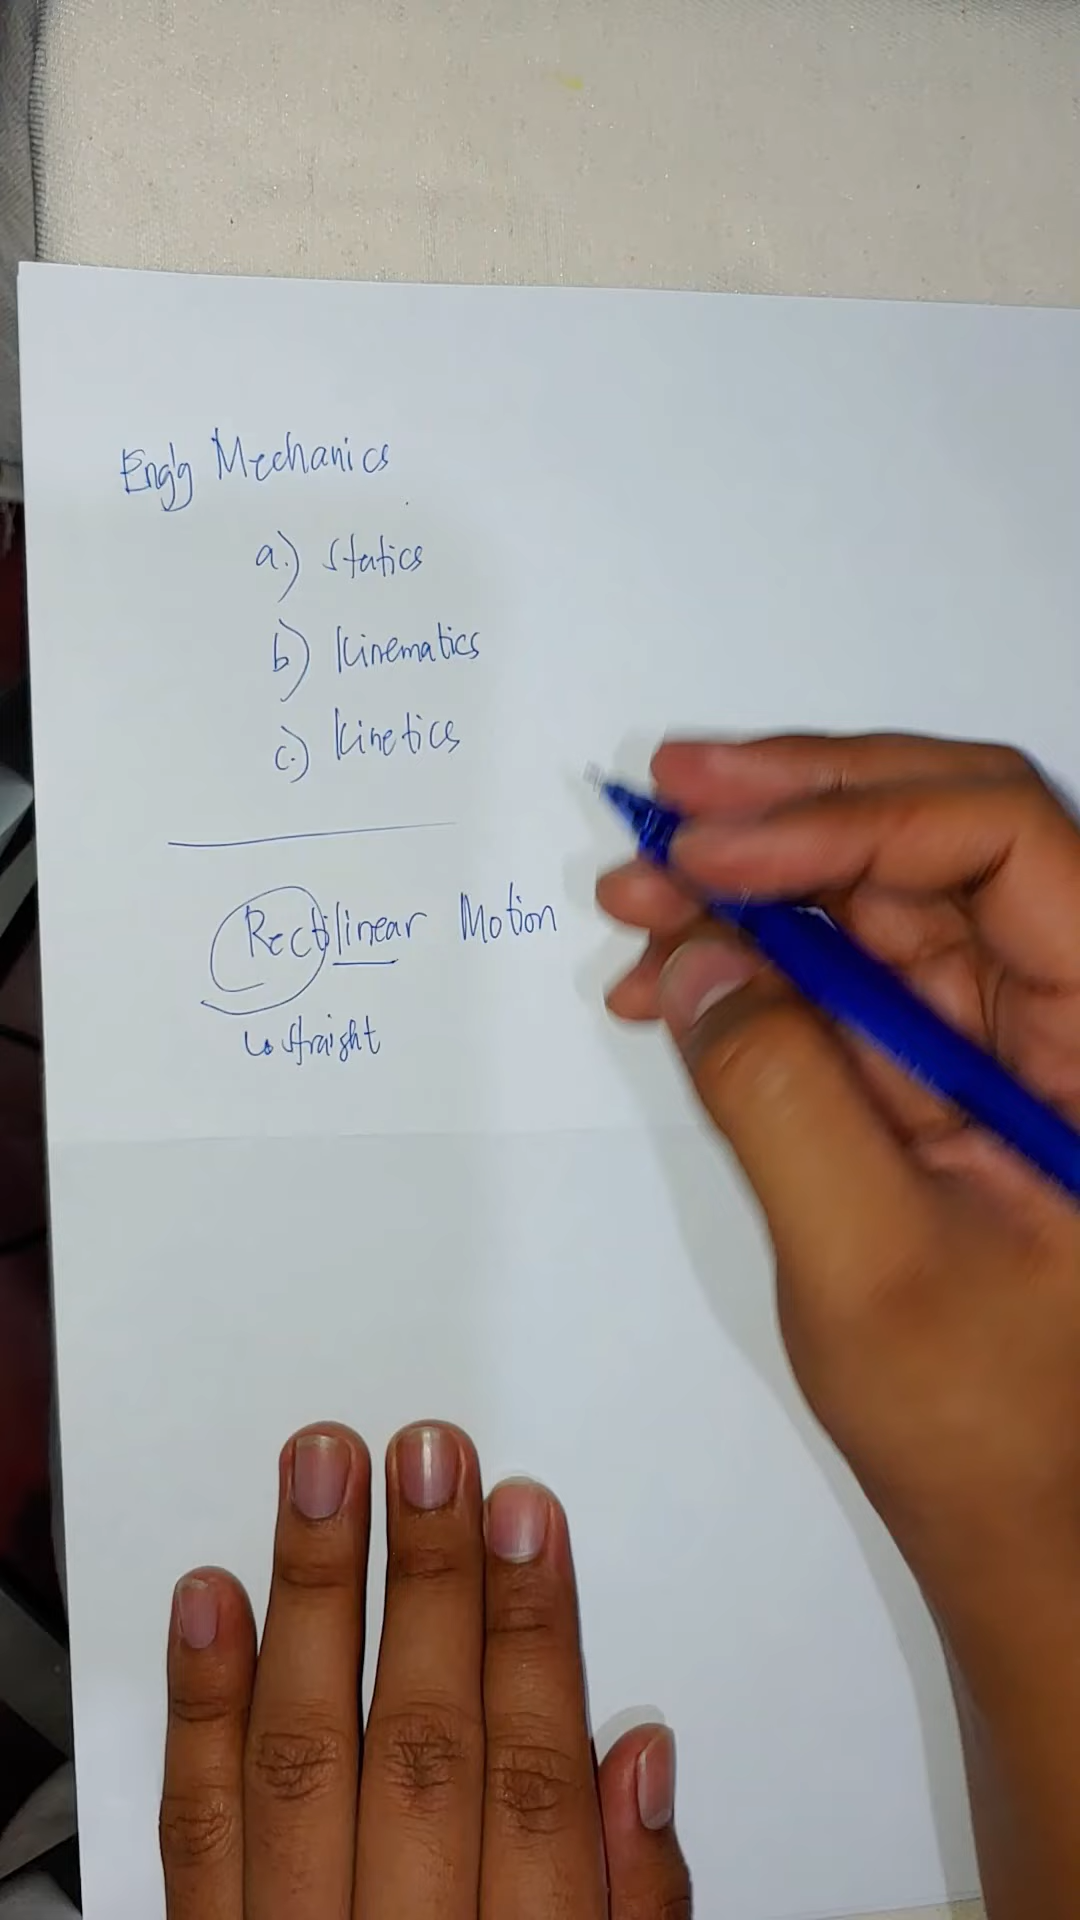 Eng'g Mechanics
a.) Statics
b) Kinematics
c.) Kinetics
Rectilinear Motion
↳ straight